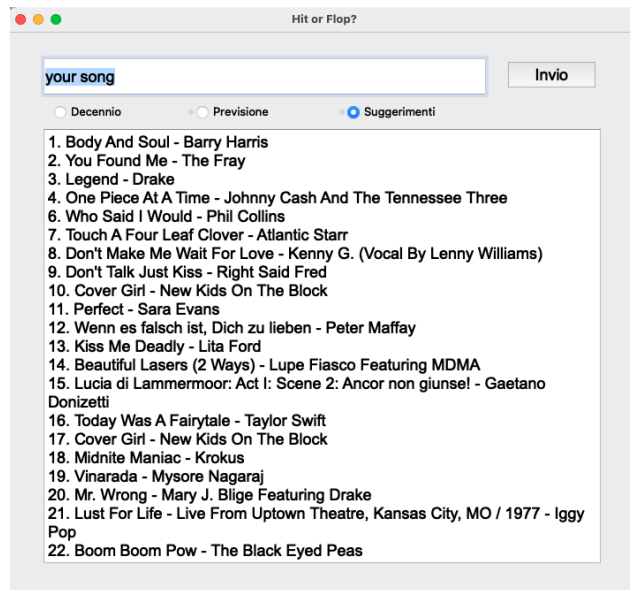 Hit or Flop?
your song
Invio
Decennio
Previsione
Suggerimenti
1. Body And Soul - Barry Harris
2. You Found Me - The Fray
3. Legend - Drake
4. One Piece At A Time - Johnny Cash And The Tennessee Three
6. Who Said I Would - Phil Collins
7. Touch A Four Leaf Clover - Atlantic Starr
8. Don't Make Me Wait For Love - Kenny G. (Vocal By Lenny Williams)
9. Don't Talk Just Kiss - Right Said Fred
10. Cover Girl - New Kids On The Block
11. Perfect - Sara Evans
12. Wenn es falsch ist, Dich zu lieben - Peter Maffay
13. Kiss Me Deadly - Lita Ford
14. Beautiful Lasers (2 Ways) - Lupe Fiasco Featuring MDMA
15. Lucia di Lammermoor: Act I: Scene 2: Ancor non giunse! - Gaetano
Donizetti
16. Today Was A Fairytale - Taylor Swift
17. Cover Girl - New Kids On The Block
18. Midnite Maniac - Krokus
19. Vinarada - Mysore Nagaraj
20. Mr. Wrong - Mary J. Blige Featuring Drake
21. Lust For Life - Live From Uptown Theatre, Kansas City, MO / 1977 - Iggy
Pop
22. Boom Boom Pow - The Black Eyed Peas